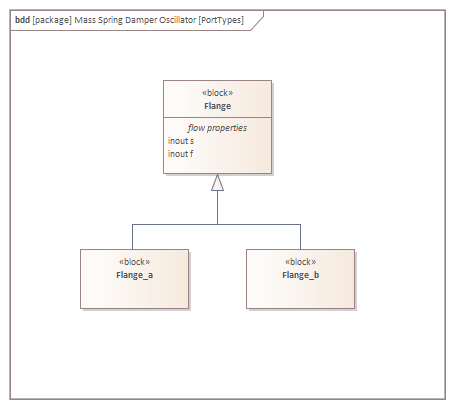 bdd [package] Mass Spring Damper Oscillator [PortTypes]
«block»
Flange
flow properties
inout s
inout f
«block»
Flange_a
«block»
Flange_b